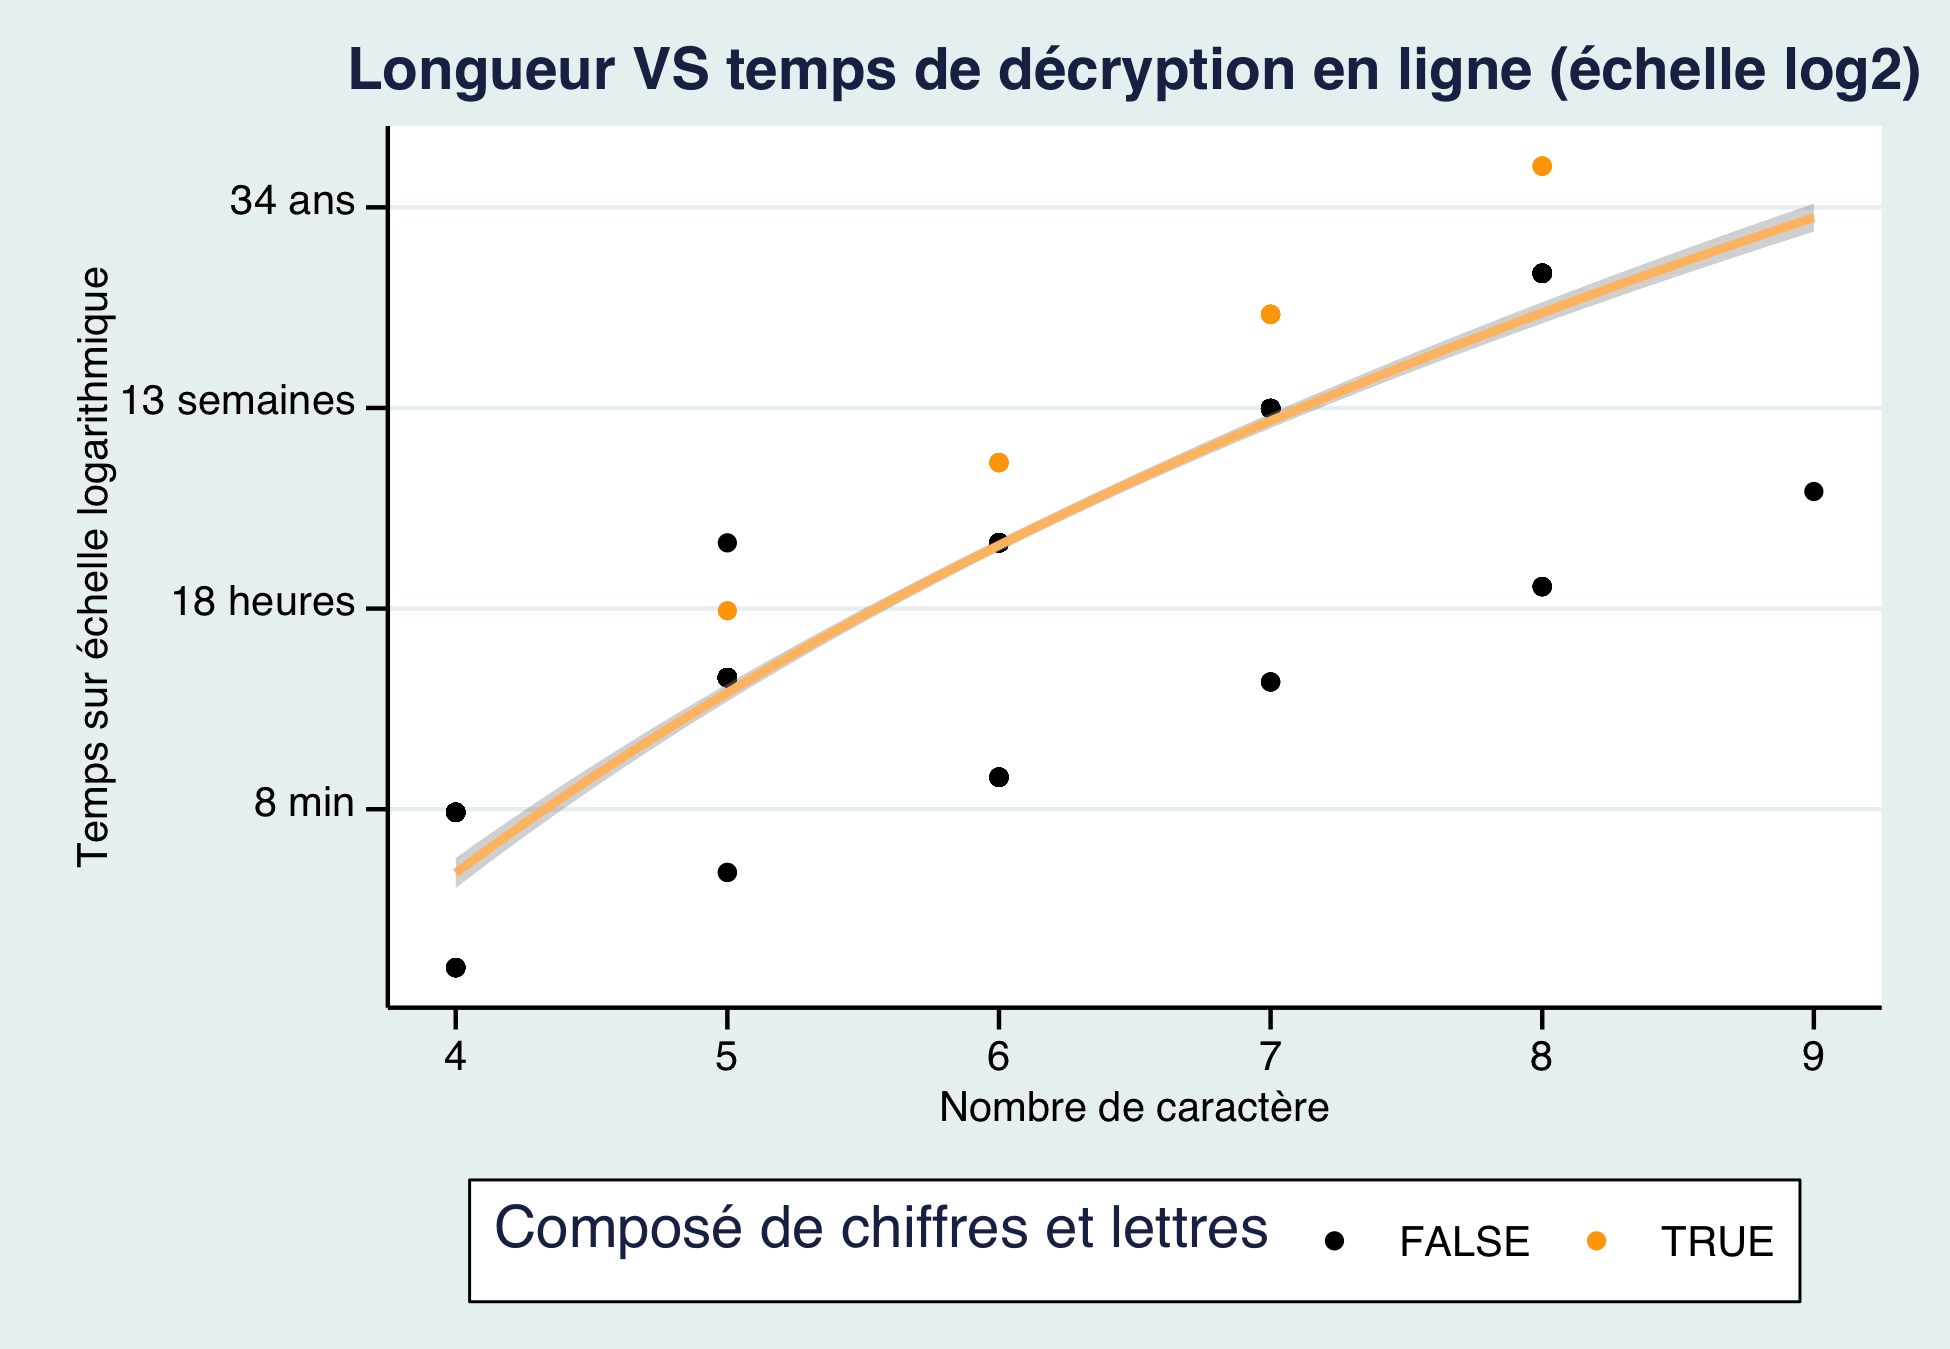 Longueur VS temps de décryption en ligne (échelle log2)
Temps sur échelle logarithmique
34 ans
13 semaines
18 heures
8 min
4 5 6 7 8 9
Nombre de caractère
Composé de chiffres et lettres FALSE TRUE